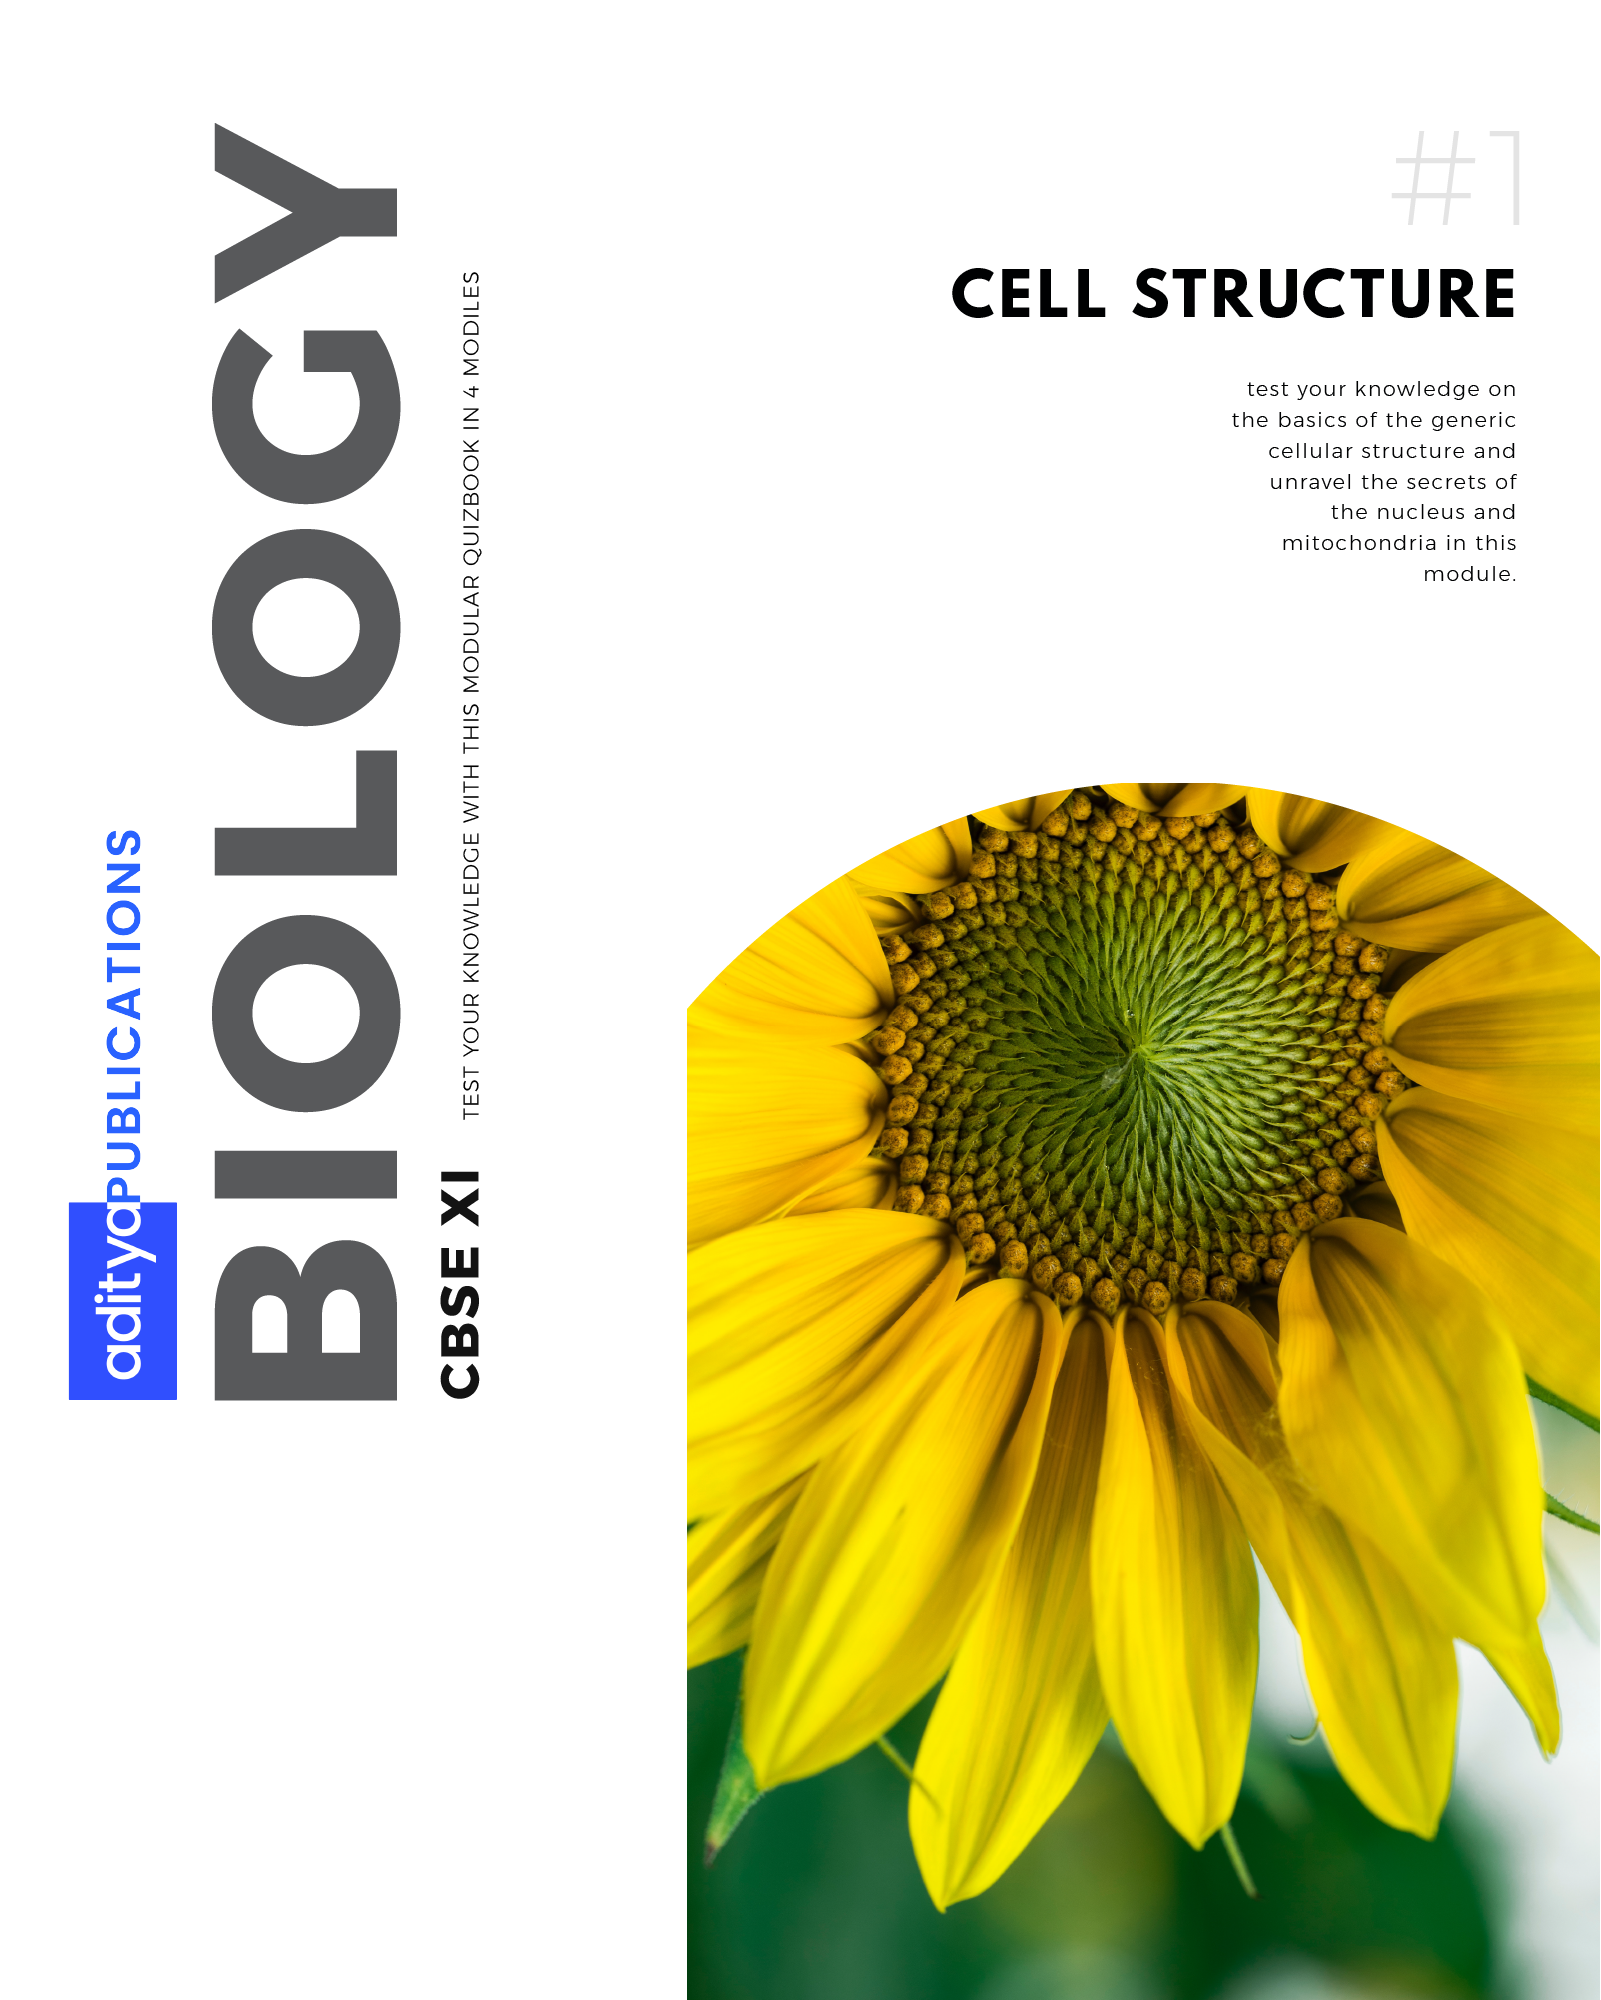 adityaPUBLICATIONS
BIOLOGY
CBSE XI TEST YOUR KNOWLEDGE WITH THIS MODULAR QUIZBOOK IN 4 MODILES
#1
CELL STRUCTURE
test your knowledge on
the basics of the generic
cellular structure and
unravel the secrets of
the nucleus and
mitochondria in this
module.